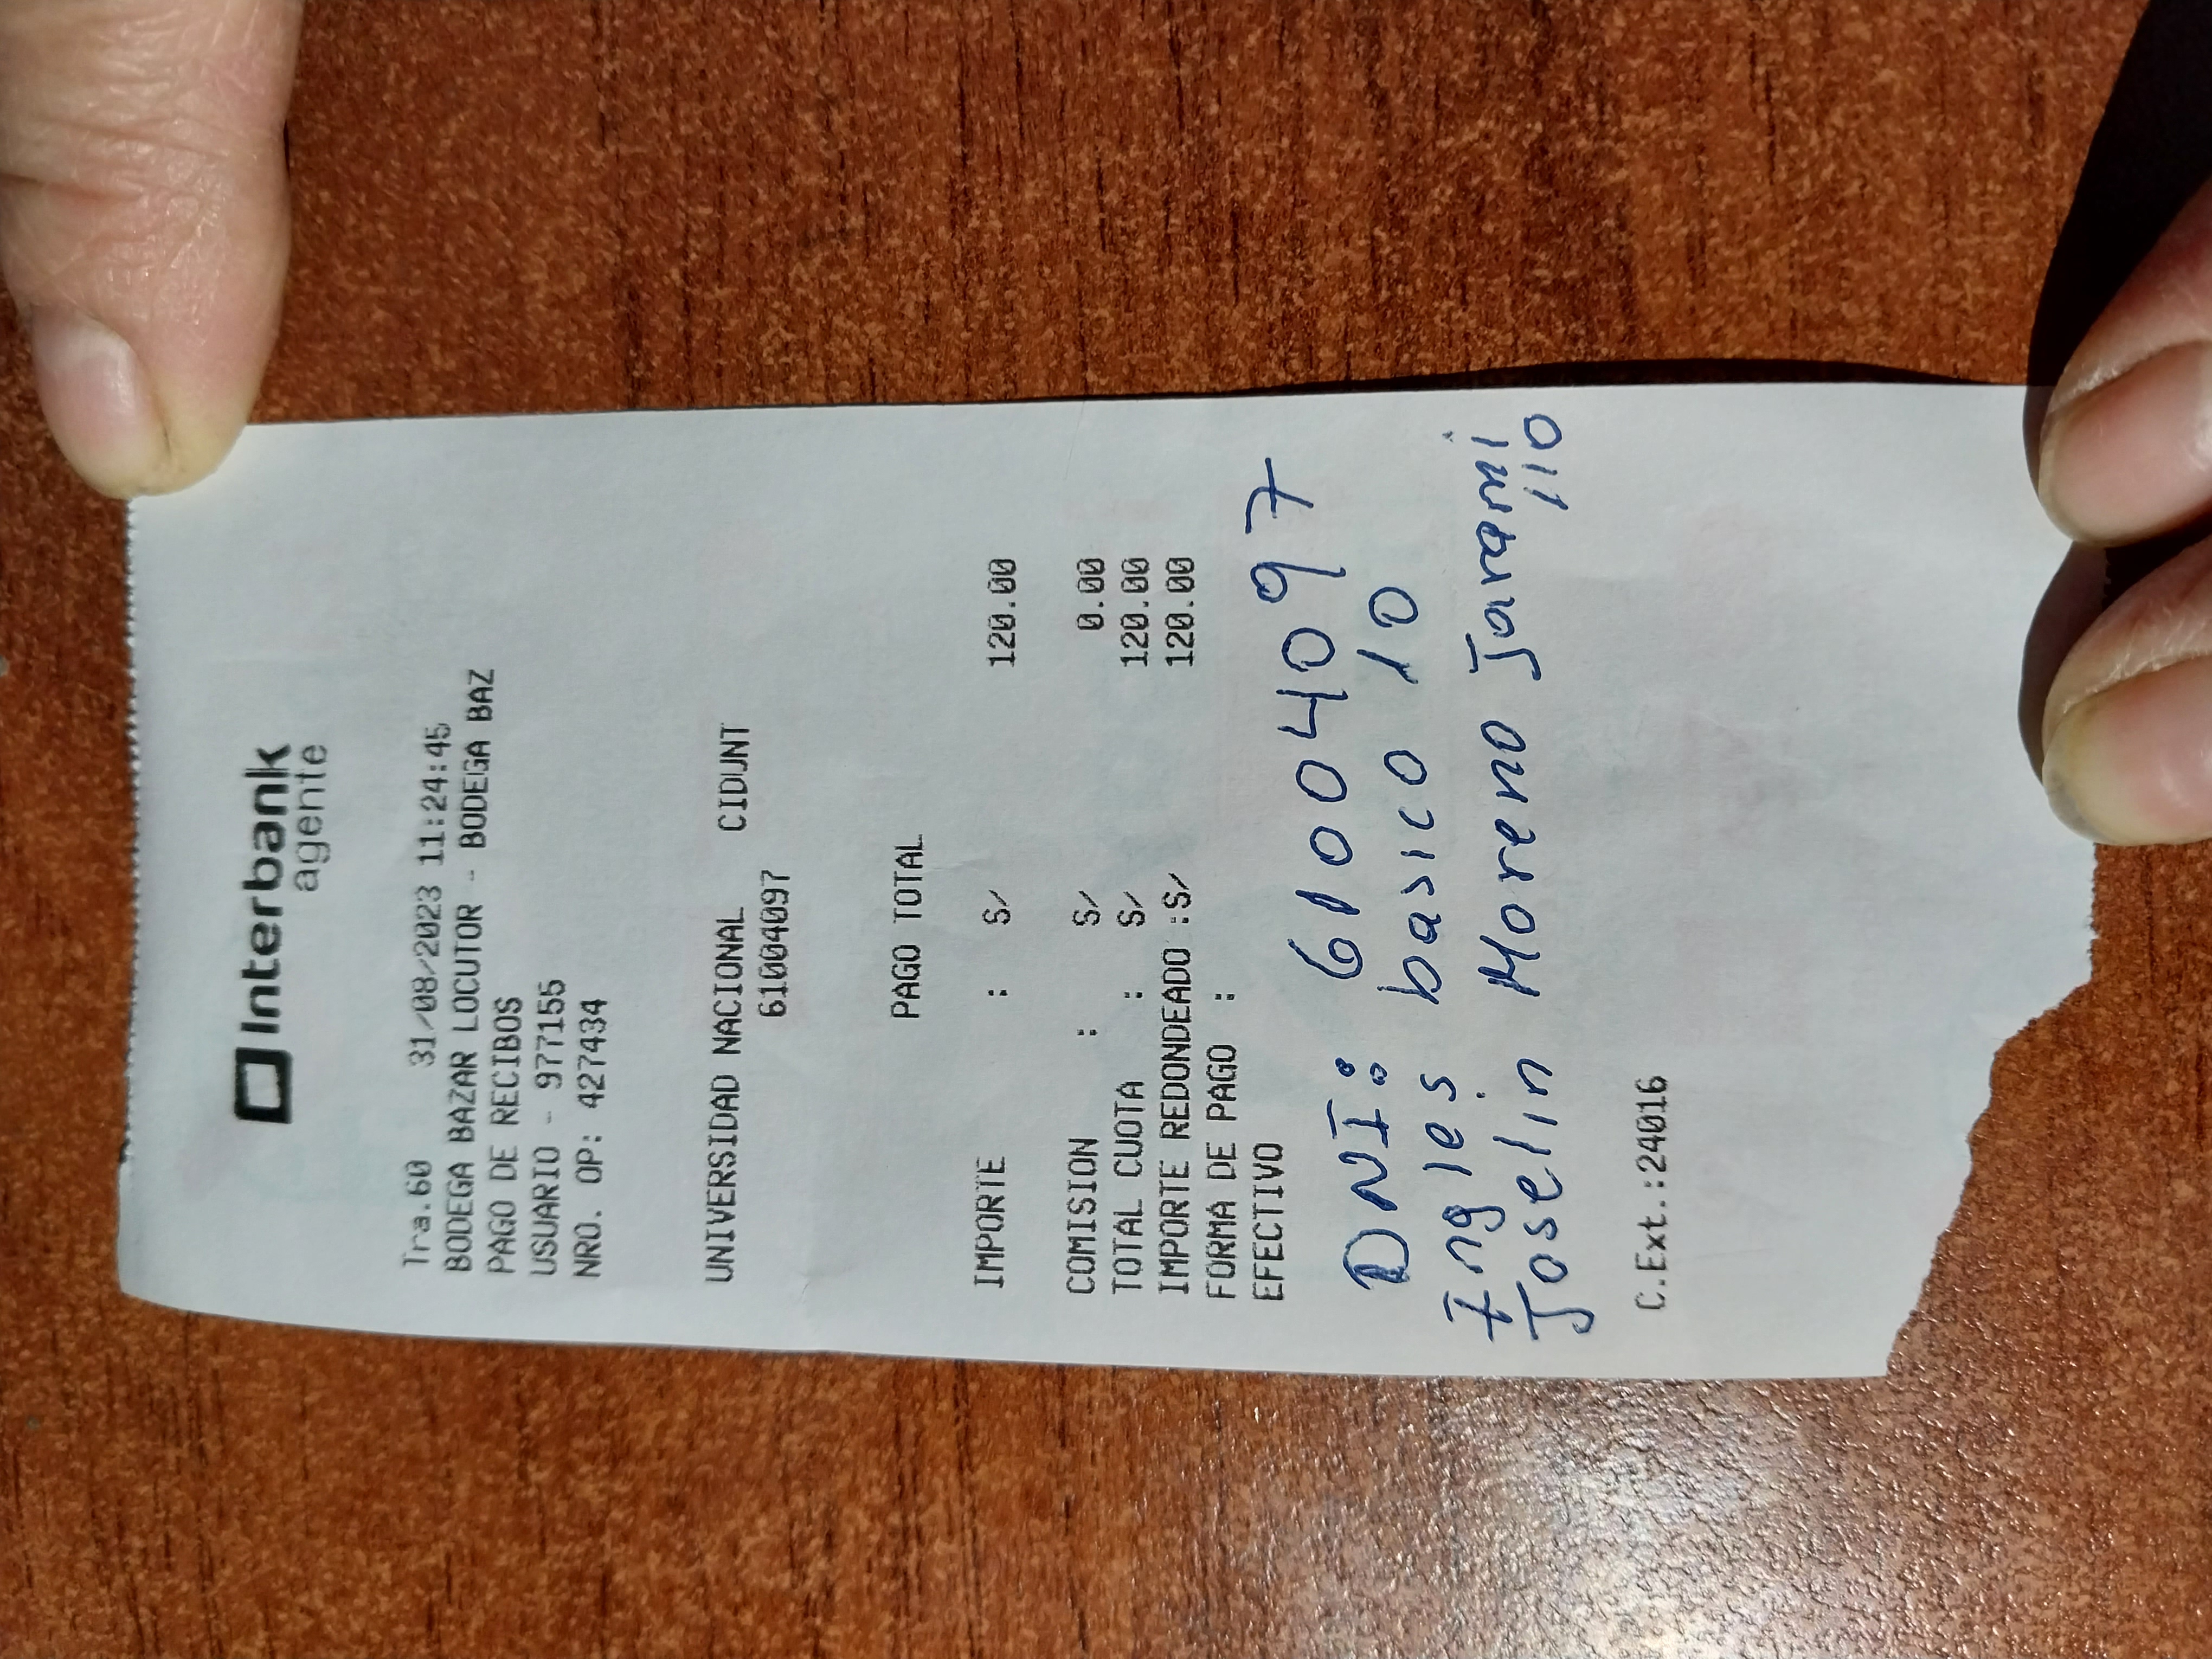 Interbank
agente
Tra.60 31/08/2023 11:24:45
BODEGA BAZAR LOCUTOR - BODEGA BAZ
PAGO DE RECIBOS
USUARIO - 977155
NRO. OP: 427434
UNIVERSIDAD NACIONAL CIDUNT
61004097
PAGO TOTAL
IMPORTE : S/ 120.00
COMISION : S/ 0.00
TOTAL CUOTA : S/ 120.00
IMPORTE REDONDEADO :S/ 120.00
FORMA DE PAGO :
EFECTIVO
DNI: 61004097
Ingles basico 10
Joselin Moreno Jarami
llo
C.Ext.:24016